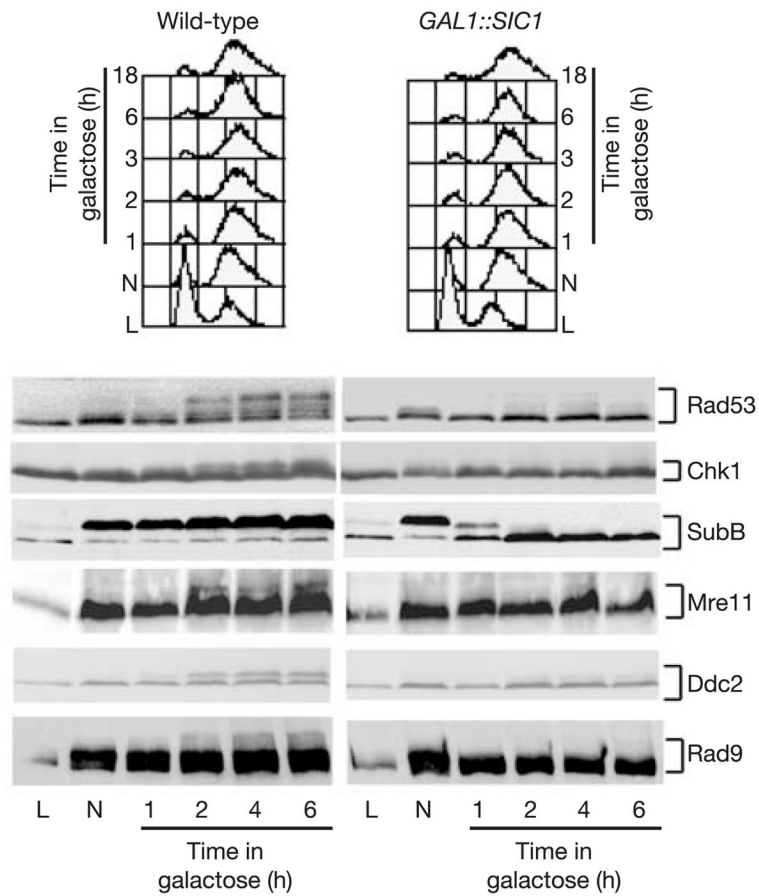 Wild-type
GAL1::SIC1
18
6
3
2
1
N
L
Time in
galactose (h)
18
6
3
2
1
N
L
Time in
galactose (h)
Rad53
Chk1
SubB
Mre11
Ddc2
Rad9
L N 1 2 4 6 L N 1 2 4 6
Time in
galactose (h)
Time in
galactose (h)